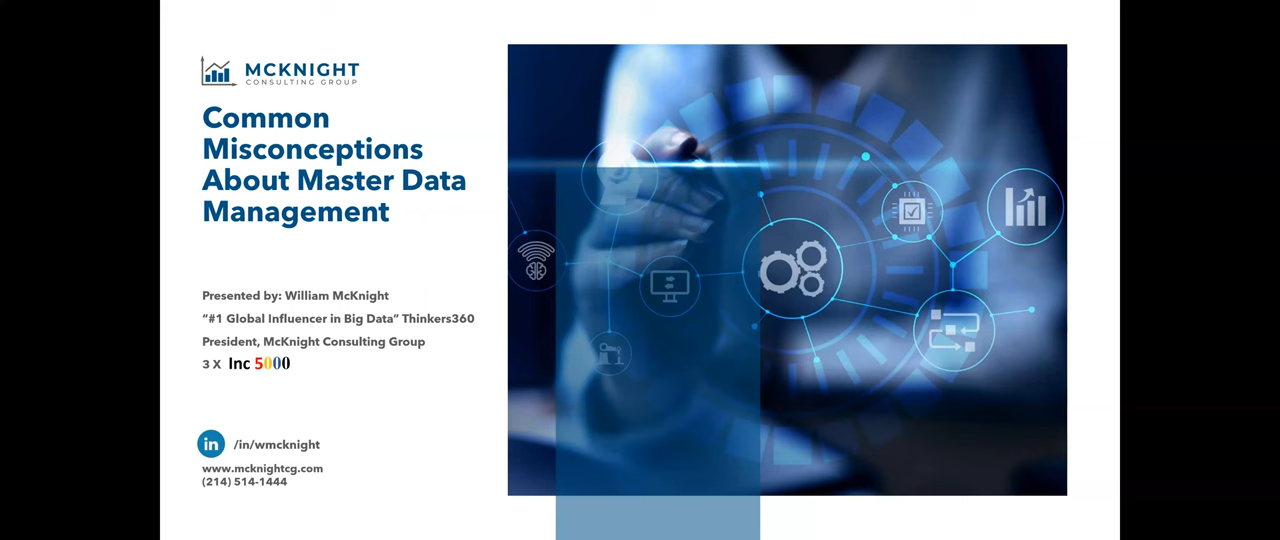 MCKNIGHT
CONSULTING GROUP
Common
Misconceptions
About Master Data
Management
Presented by: William McKnight
“#1 Global Influencer in Big Data” Thinkers360
President, McKnight Consulting Group
3 X Inc 5000
in /in/wmcknight
www.mcknightcg.com
(214) 514-1444